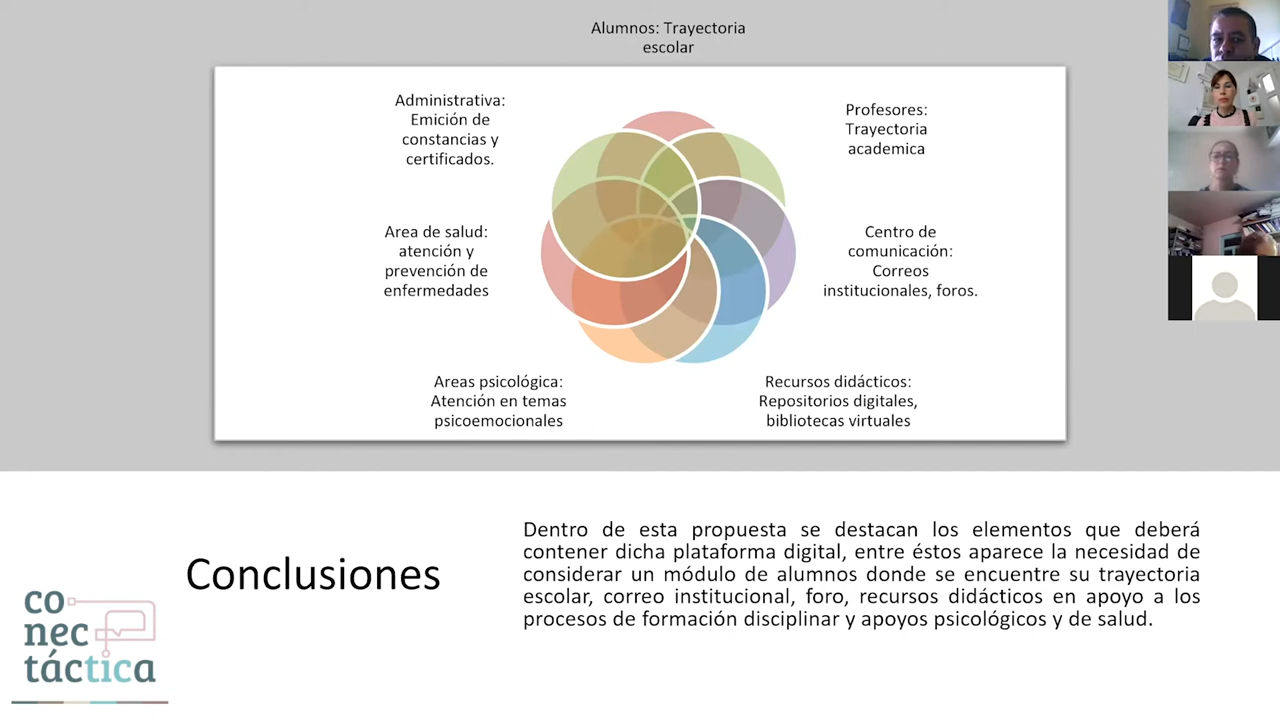 Alumnos: Trayectoria
escolar
Administrativa:
Emición de
constancias y
certificados.
Profesores:
Trayectoria
academica
Area de salud:
atención y
prevención de
enfermedades
Centro de
comunicación:
Correos
institucionales, foros.
Areas psicológica:
Atención en temas
psicoemocionales
Recursos didácticos:
Repositorios digitales,
bibliotecas virtuales
Conclusiones
Dentro de esta propuesta se destacan los elementos que deberá
contener dicha plataforma digital, entre éstos aparece la necesidad de
considerar un módulo de alumnos donde se encuentre su trayectoria
escolar, correo institucional, foro, recursos didácticos en apoyo a los
procesos de formación disciplinar y apoyos psicológicos y de salud.
co
nec
táctica